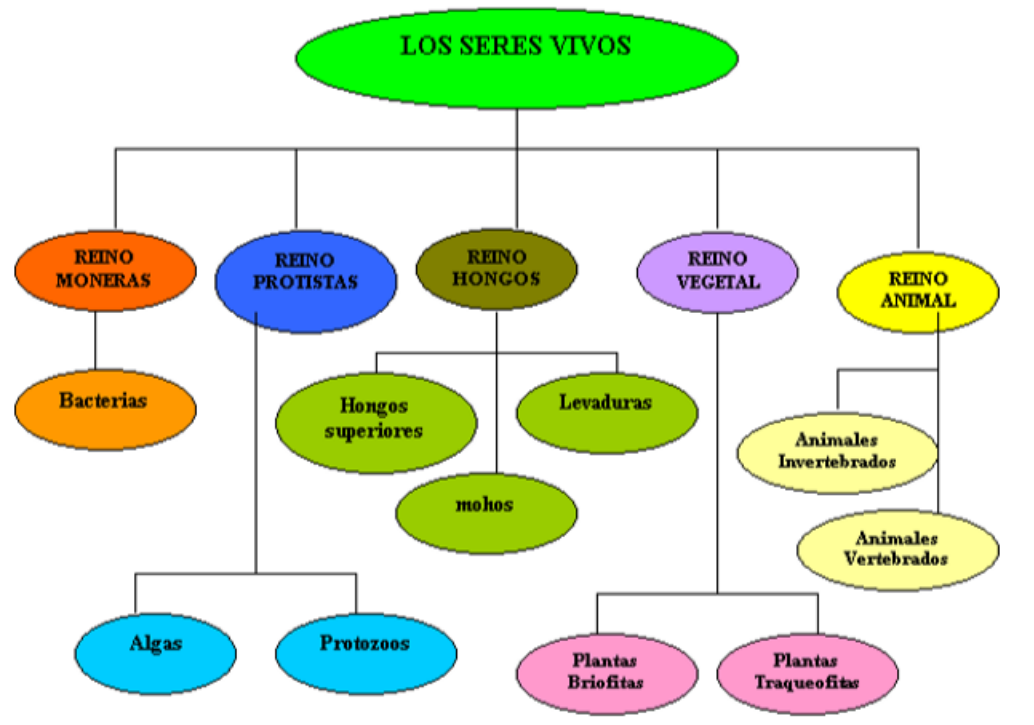 LOS SERES VIVOS
REINO
MONERAS
REINO
PROTISTAS
REINO
HONGOS
REINO
VEGETAL
REINO
ANIMAL
Bacterias
Hongos
superiores
Levaduras
mohos
Animales
Invertebrados
Animales
Vertebrados
Algas
Protozoos
Plantas
Briofitas
Plantas
Traqueofitas